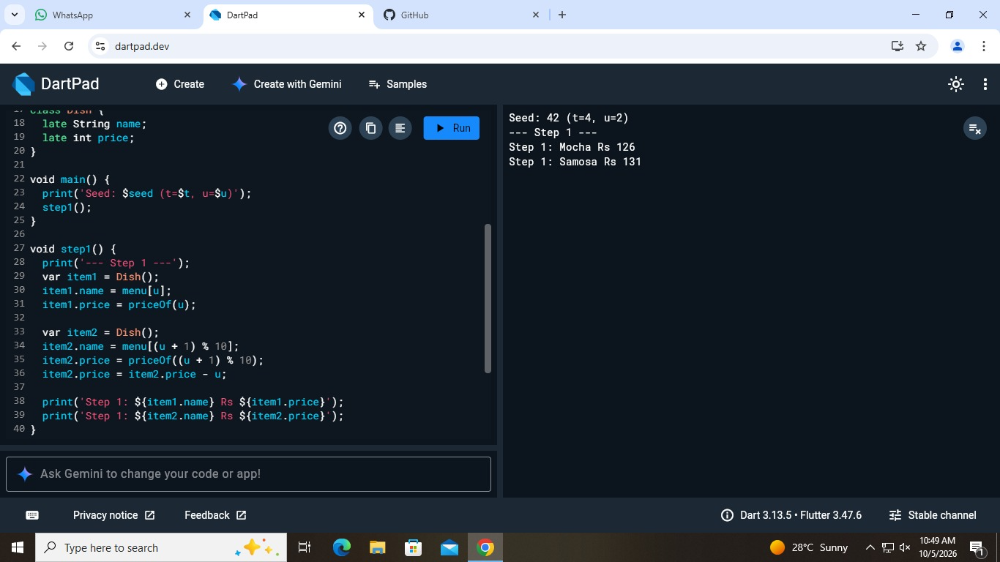 WhatsApp
DartPad
GitHub
dartpad.dev
DartPad
Create
Create with Gemini
Samples
17 class Dish {
18 late String name;
19 late int price;
20 }
21
22 void main() {
23 print('Seed: $seed (t=$t, u=$u)');
24 step1();
25 }
26
27 void step1() {
28 print('--- Step 1 ---');
29 var item1 = Dish();
30 item1.name = menu[u];
31 item1.price = priceOf(u);
32
33 var item2 = Dish();
34 item2.name = menu[(u + 1) % 10];
35 item2.price = priceOf((u + 1) % 10);
36 item2.price = item2.price - u;
37
38 print('Step 1: ${item1.name} Rs ${item1.price}');
39 print('Step 1: ${item2.name} Rs ${item2.price}');
40 }
Run
Ask Gemini to change your code or app!
Seed: 42 (t=4, u=2)
--- Step 1 ---
Step 1: Mocha Rs 126
Step 1: Samosa Rs 131
Privacy notice
Feedback
Dart 3.13.5 • Flutter 3.47.6
Stable channel
Type here to search
28°C Sunny
10:49 AM
10/5/2026
1